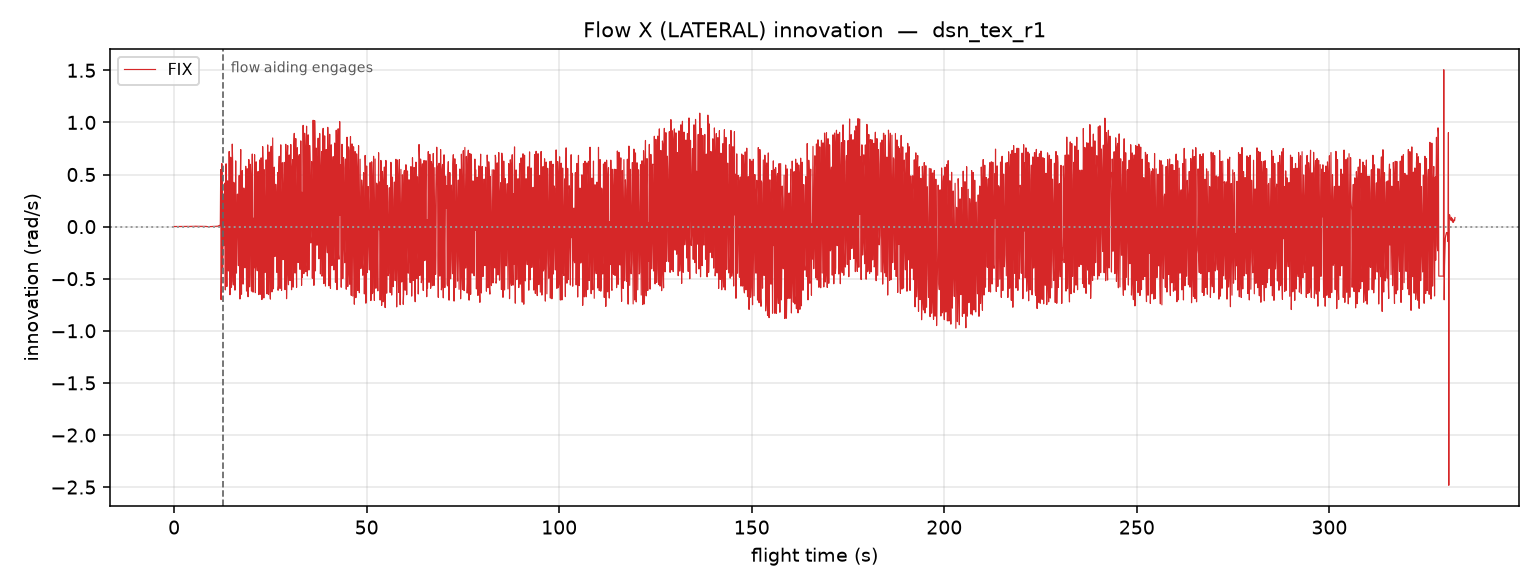 Flow X (LATERAL) innovation — dsn_tex_r1
FIX
flow aiding engages
1.5
1.0
0.5
0.0
−0.5
−1.0
−1.5
−2.0
−2.5
innovation (rad/s)
0 50 100 150 200 250 300
flight time (s)